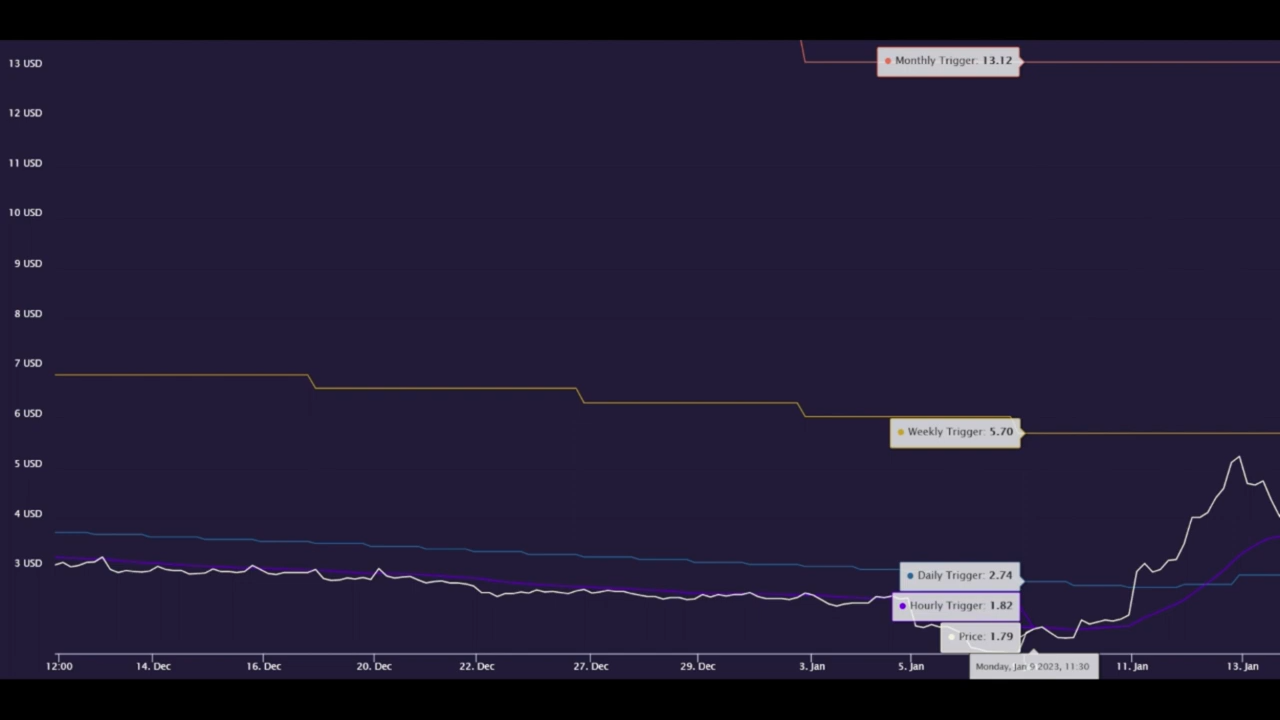 13 USD
Monthly Trigger: 13.12
12 USD
11 USD
10 USD
9 USD
8 USD
7 USD
6 USD
Weekly Trigger: 5.70
5 USD
4 USD
3 USD
Daily Trigger: 2.74
Hourly Trigger: 1.82
Price: 1.79
12:00 14. Dec 16. Dec 20. Dec 22. Dec 27. Dec 29. Dec 3. Jan 5. Jan 11. Jan 13. Jan
Monday, Jan 9 2023, 11:30